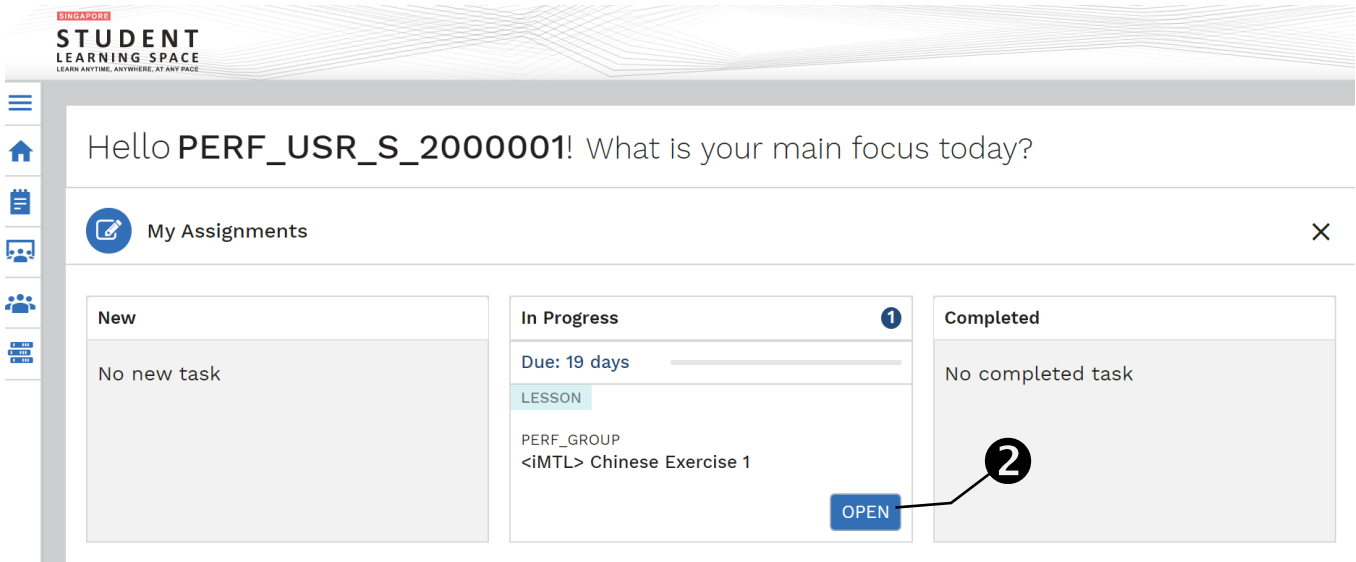 SINGAPORE
STUDENT
LEARNING SPACE
LEARN ANYTIME, ANYWHERE, AT ANY PACE
Hello PERF_USR_S_2000001! What is your main focus today?
My Assignments
New
No new task
In Progress 1
Due: 19 days
LESSON
PERF_GROUP
<iMTL> Chinese Exercise 1
OPEN
Completed
No completed task
2